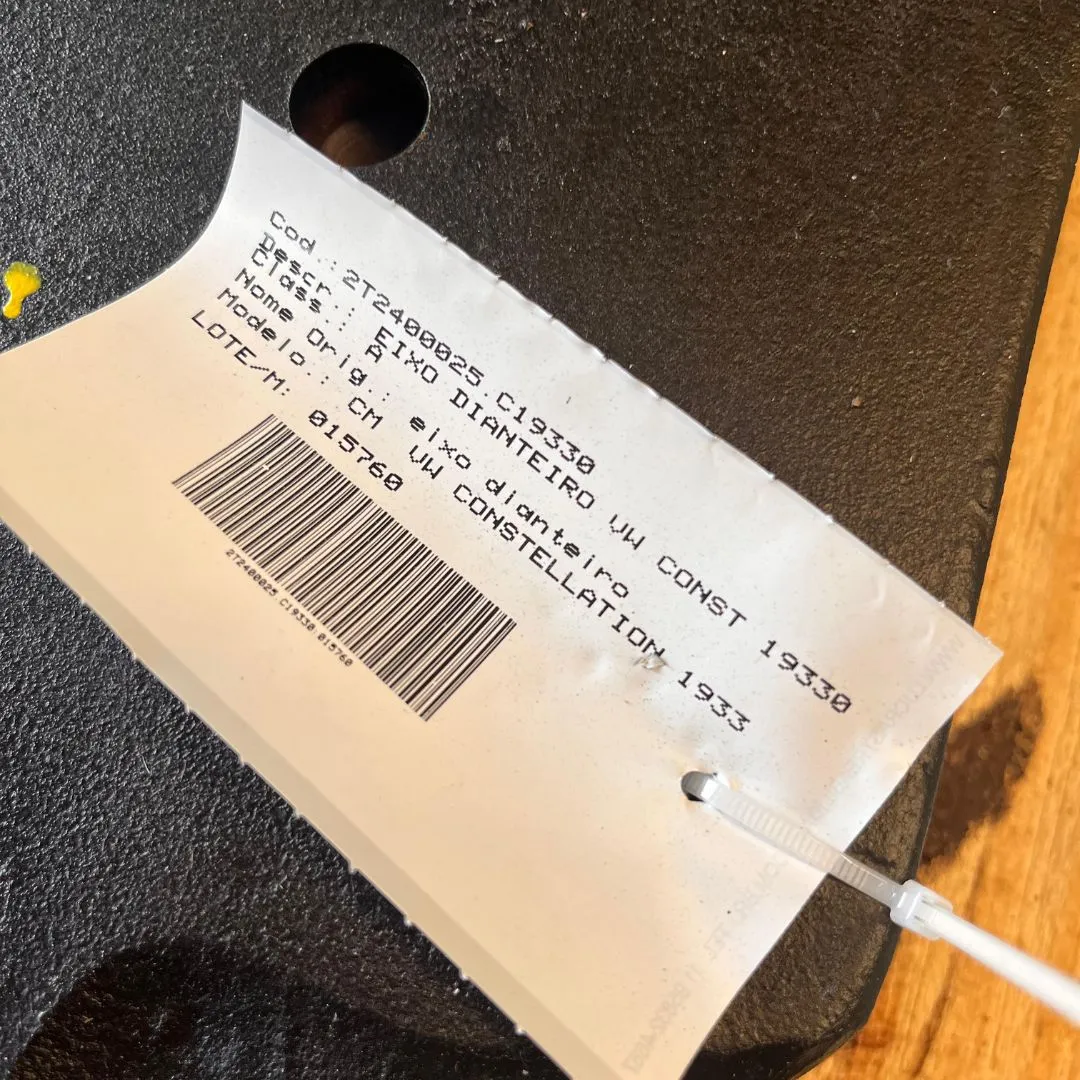 Cod .:2T2400025.C19330
Descr.: EIXO DIANTEIRO VW CONST 19330
Class : A
Nome Orig.: eixo dianteiro
Modelo.: CM VW CONSTELLATION 1933
LOTE/M: 015760
2T2400025.C19330.015760